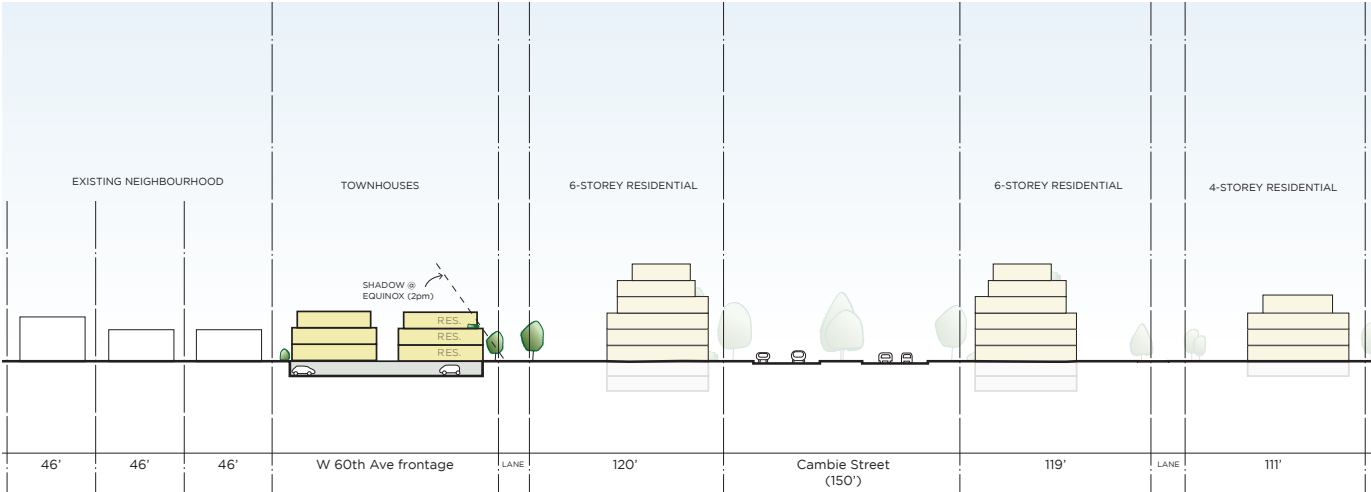 EXISTING NEIGHBOURHOOD
TOWNHOUSES
6-STOREY RESIDENTIAL
6-STOREY RESIDENTIAL
4-STOREY RESIDENTIAL
SHADOW @
EQUINOX (2pm)
RES.
RES.
RES.
46’
46’
46’
W 60th Ave frontage
LANE
120’
Cambie Street
(150’)
119’
LANE
111’